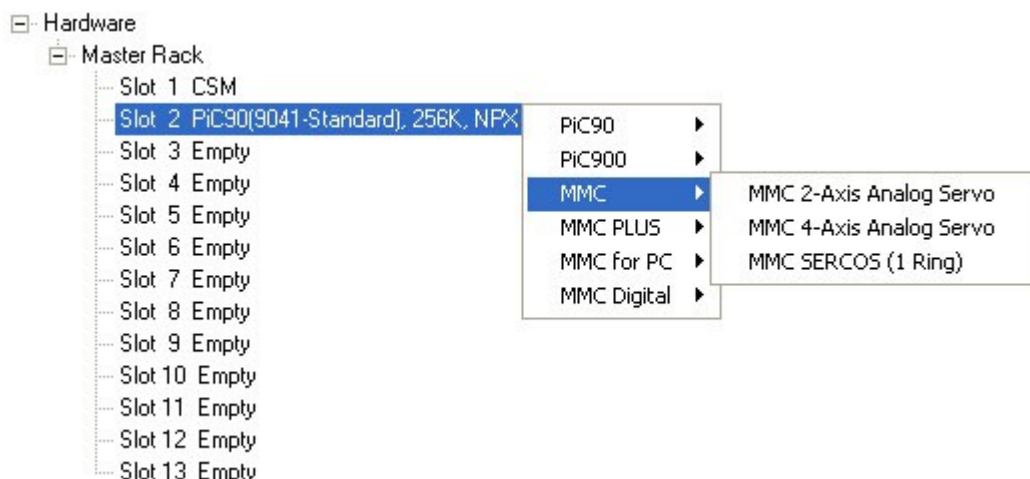 Hardware
Master Rack
Slot 1 CSM
Slot 2 PiC90(9041-Standard), 256K, NPX
Slot 3 Empty
Slot 4 Empty
Slot 5 Empty
Slot 6 Empty
Slot 7 Empty
Slot 8 Empty
Slot 9 Empty
Slot 10 Empty
Slot 11 Empty
Slot 12 Empty
Slot 13 Empty
PiC90
PiC900
MMC
MMC PLUS
MMC for PC
MMC Digital
MMC 2-Axis Analog Servo
MMC 4-Axis Analog Servo
MMC SERCOS (1 Ring)